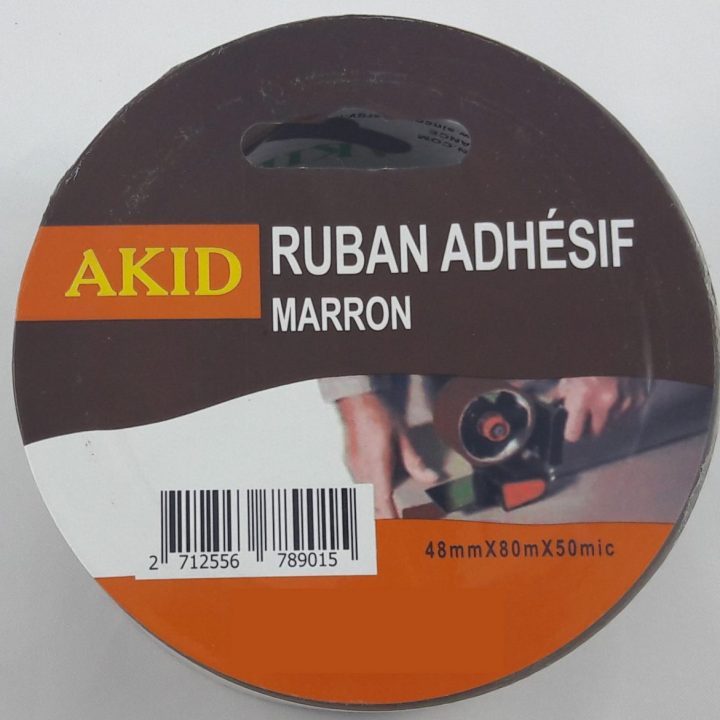 AKID
RUBAN ADHÉSIF
MARRON
48mmX80mX50mic
2 712556 789015